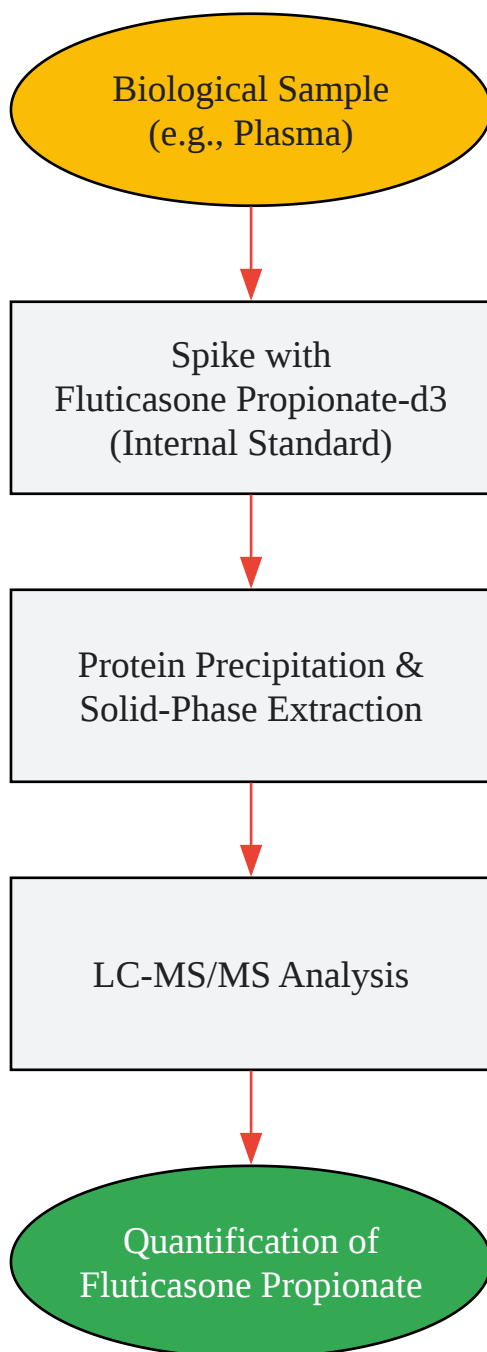 Biological Sample
(e.g., Plasma)
Spike with
Fluticasone Propionate-d3
(Internal Standard)
Protein Precipitation &
Solid-Phase Extraction
LC-MS/MS Analysis
Quantification of
Fluticasone Propionate